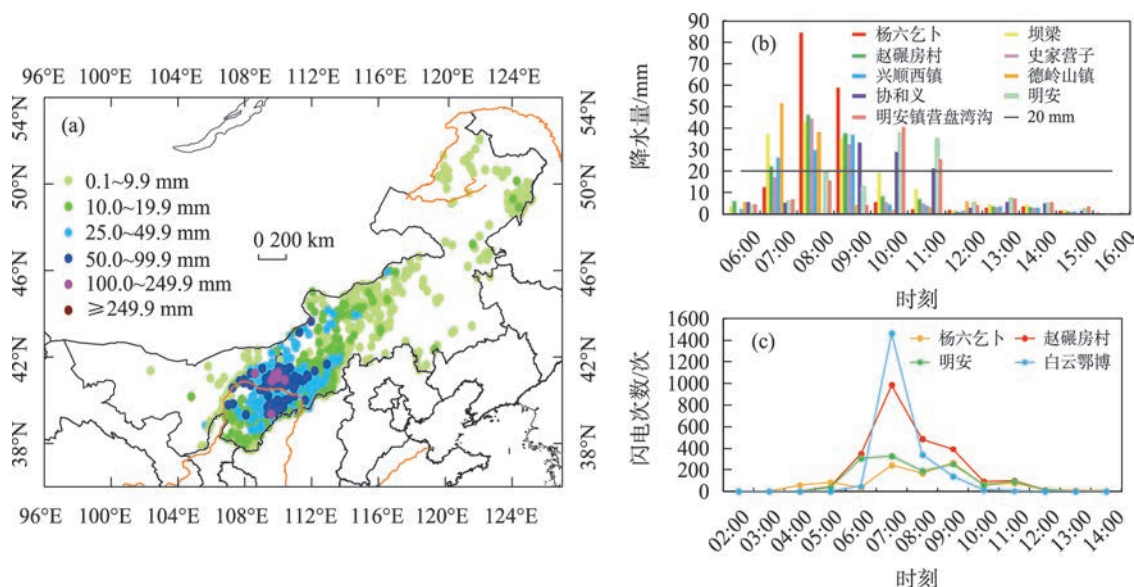 96°E 100°E 104°E 108°E 112°E 120°E 124°E
54°N
50°N
46°N
42°N
38°N
(a)
0.1~9.9 mm
10.0~19.9 mm
25.0~49.9 mm
50.0~99.9 mm
100.0~249.9 mm
≥249.9 mm
0 200 km
54°N
50°N
46°N
42°N
38°N
96°E 100°E 104°E 108°E 112°E 120°E 124°E
(b)
降水量/mm
90
80
70
60
50
40
30
20
10
0
杨六乞卜 坝梁
赵碾房村 史家营子
兴顺西镇 德岭山镇
协和义 明安
明安镇营盘湾沟 20 mm
06:00 07:00 08:00 09:00 10:00 11:00 12:00 13:00 14:00 15:00 16:00
时刻
(c)
闪电次数/次
1600
1400
1200
1000
800
600
400
200
0
杨六乞卜 赵碾房村
明安 白云鄂博
02:00 03:00 04:00 05:00 06:00 07:00 08:00 09:00 10:00 11:00 12:00 13:00 14:00
时刻